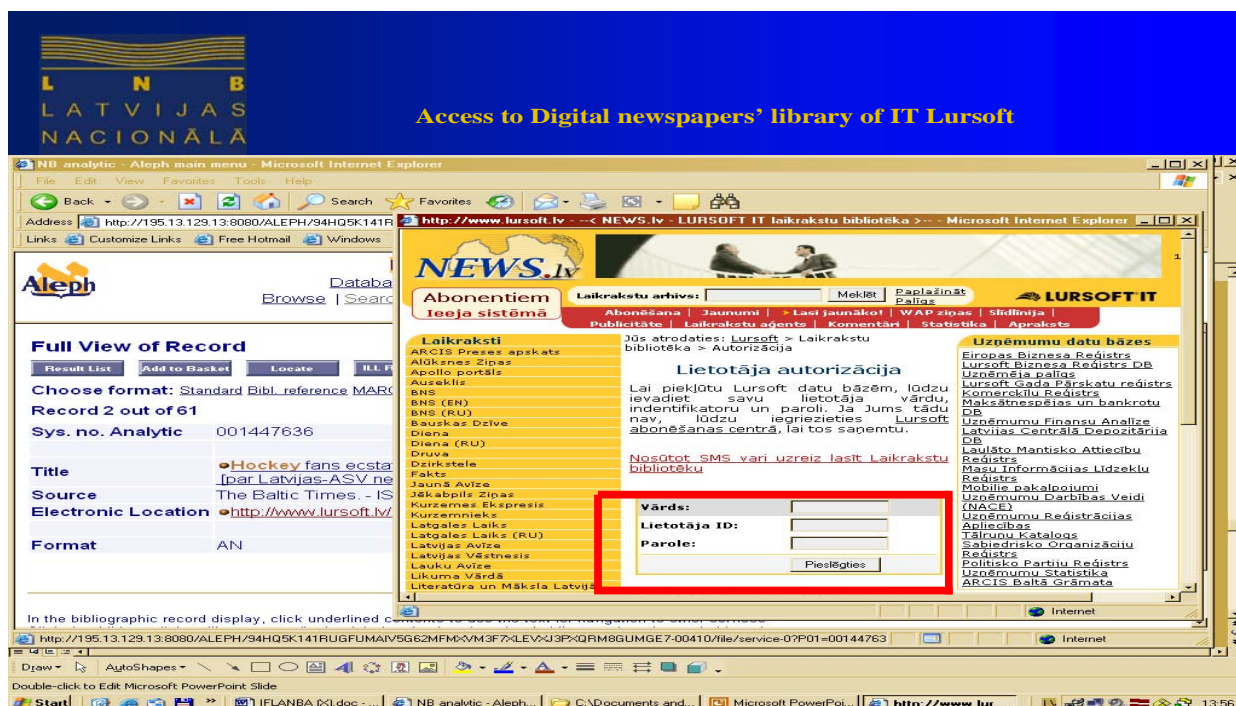 L N B
LATVIJAS
NACIONĀLĀ
Access to Digital newspapers' library of IT Lursoft
NB analytic - Aleph main menu - Microsoft Internet Explorer
File Edit View Favorites Tools Help
Back Search Favorites
Address http://195.13.129.13:8080/ALEPH/94HQ5K141R
Links Customize Links Free Hotmail Windows
Aleph
Databa
Browse | Searc
Full View of Rec
Result List Add to Basket Locate ILL R
Choose format: Standard Bibl. reference MARC
Record 2 out of 61
Sys. no. Analytic 001447636
Title Hockey fans ecsta
[par Latvijas-ASV ne
Source The Baltic Times. - IS
Electronic Location http://www.lursoft.lv/
Format AN
In the bibliographic record display, click underlined
http://www.lursoft.lv - --< NEWS.lv - LURSOFT IT laikrakstu bibliotēka >-- - Microsoft Internet Explorer
NEWS.lv
Abonentiem
Ieeja sistēmā
Laikrakstu arhīvs: Meklēt Paplašināt
Palīgs
LURSOFT IT
Abonēšana | Jaunumi | Lasi jaunāko! | WAP ziņas | Slīdlīnija |
Publicitāte | Laikrakstu aģents | Komentāri | Statistika | Apraksts
Laikraksti
ARCIS Preses apskats
Alūksnes Ziņas
Apollo portāls
Auseklis
BNS
BNS (EN)
BNS (RU)
Bauskas Dzīve
Diena
Diena (RU)
Druva
Dzirkstele
Fakts
Jaunā Avīze
Jēkabpils Ziņas
Kurzemes Ekspresis
Kurzemnieks
Latgales Laiks
Latgales Laiks (RU)
Latvijas Avīze
Latvijas Vēstnesis
Lauku Avīze
Likuma Vārdā
Literatūra un Māksla Latvijā
Jūs atrodaties: Lursoft > Laikrakstu
bibliotēka > Autorizācija
Lietotāja autorizācija
Lai piekļūtu Lursoft datu bāzēm, lūdzu
ievadiet savu lietotāja vārdu,
indentifikatoru un paroli. Ja Jums tādu
nav, lūdzu iegriezieties Lursoft
abonēšanas centrā, lai tos saņemtu.
Nosūtot SMS vari uzreiz lasīt Laikrakstu
bibliotēku
Vārds:
Lietotāja ID:
Parole:
Pieslēgties
Uzņēmumu datu bāzes
Eiropas Biznesa Reģistrs
Lursoft Biznesa Reģistrs DB
Uzņēmēja palīgs
Lursoft Gada Pārskatu reģistrs
Komercķīlu Reģistrs
Maksātnespējas un bankrotu
DB
Uzņēmumu Finansu Analīze
Latvijas Centrālā Depozitārija
DB
Laulāto Mantisko Attiecību
Reģistrs
Masu Informācijas Līdzekļu
Reģistrs
Mobilie pakalpojumi
Uzņēmumu Darbības Veidi
(NACE)
Uzņēmumu Reģistrācijas
Apliecības
Tālruņu Katalogs
Sabiedrisko Organizāciju
Reģistrs
Politisko Partiju Reģistrs
Uzņēmumu Statistika
ARCIS Baltā Grāmata
Internet
http://195.13.129.13:8080/ALEPH/ Internet
Draw AutoShapes
Double-click to Edit Microsoft PowerPoint Slide
Start IFLANBA (X).doc - ... NB analytic - Aleph... C:\Documents and... Microsoft PowerPoi... http://www.lur... 13:56